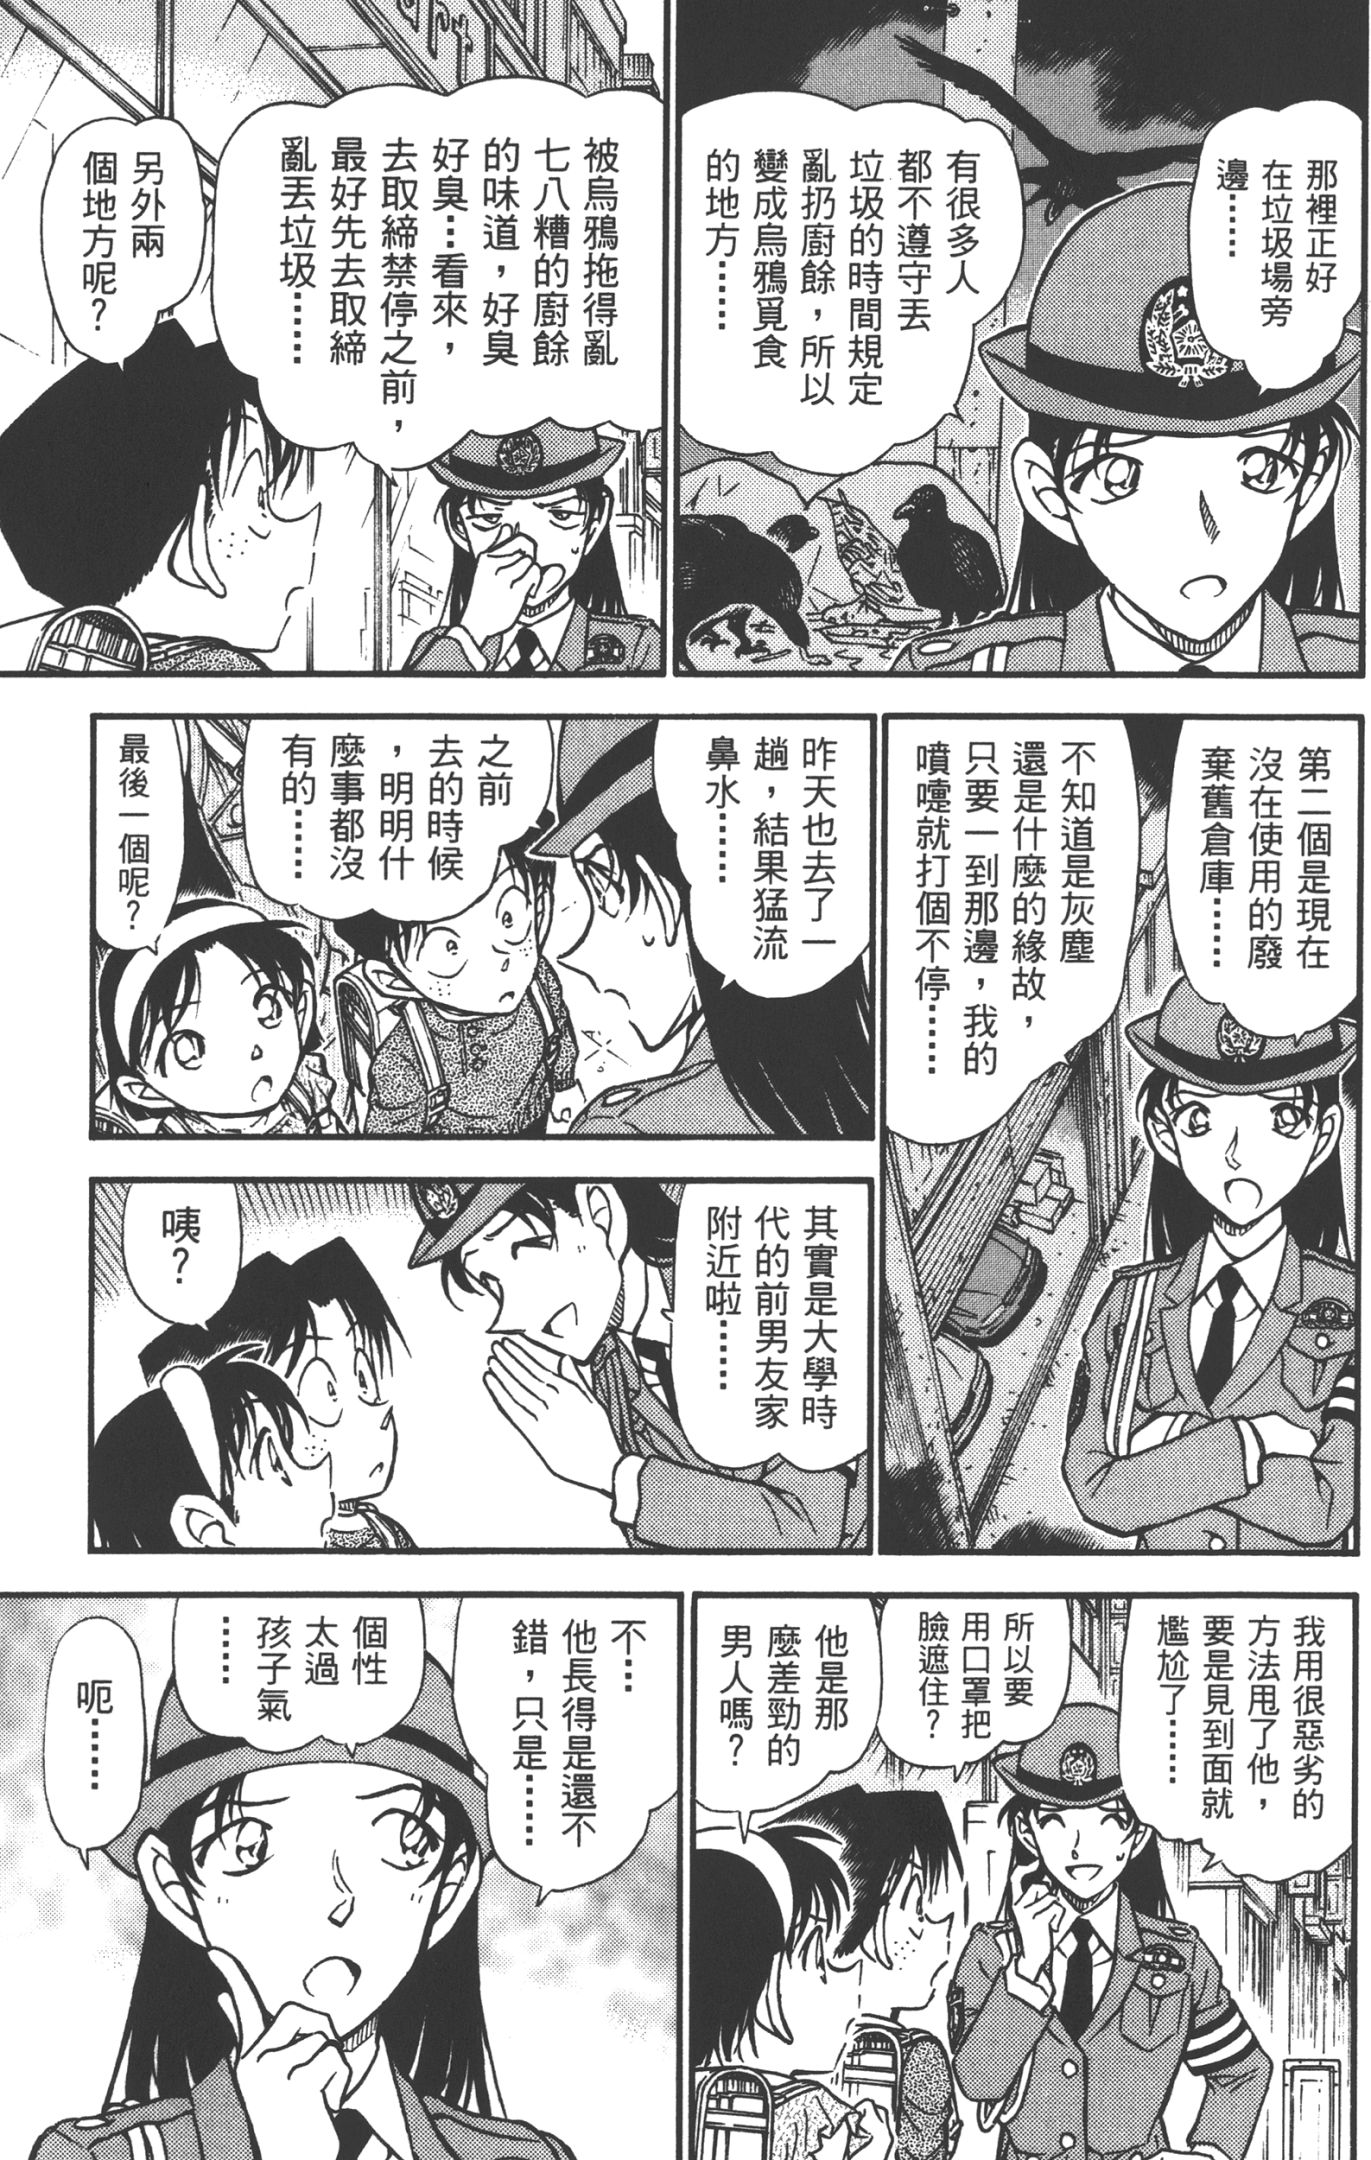 那裡正好
在垃圾場旁
邊⋯⋯
有很多人
都不遵守丟
垃圾的時間規定
亂扔廚餘，所以
變成烏鴉覓食
的地方⋯⋯
被烏鴉拖得亂
七八糟的廚餘
的味道，好臭
好臭⋯看來，
去取締禁停之前，
最好先去取締
亂丟垃圾⋯⋯
另外兩
個地方呢？
第二個是現在
沒在使用的廢
棄舊倉庫⋯⋯
不知道是灰塵
還是什麼的緣故，
只要一到那邊，我的
噴嚏就打個不停⋯⋯
昨天也去了一
趟，結果猛流
鼻水⋯⋯
之前
去的時候
，明明什
麼事都沒
有的⋯⋯
最後一個呢？
其實是大學時
代的前男友家
附近啦⋯⋯
咦？
我用很惡劣的
方法甩了他，
要是見到面就
尷尬了⋯⋯
所以要
用口罩把
臉遮住？
他是那
麼差勁的
男人嗎？
不⋯
他長得是還不
錯，只是⋯⋯
個性
太過
孩子氣
⋯⋯
呃⋯⋯